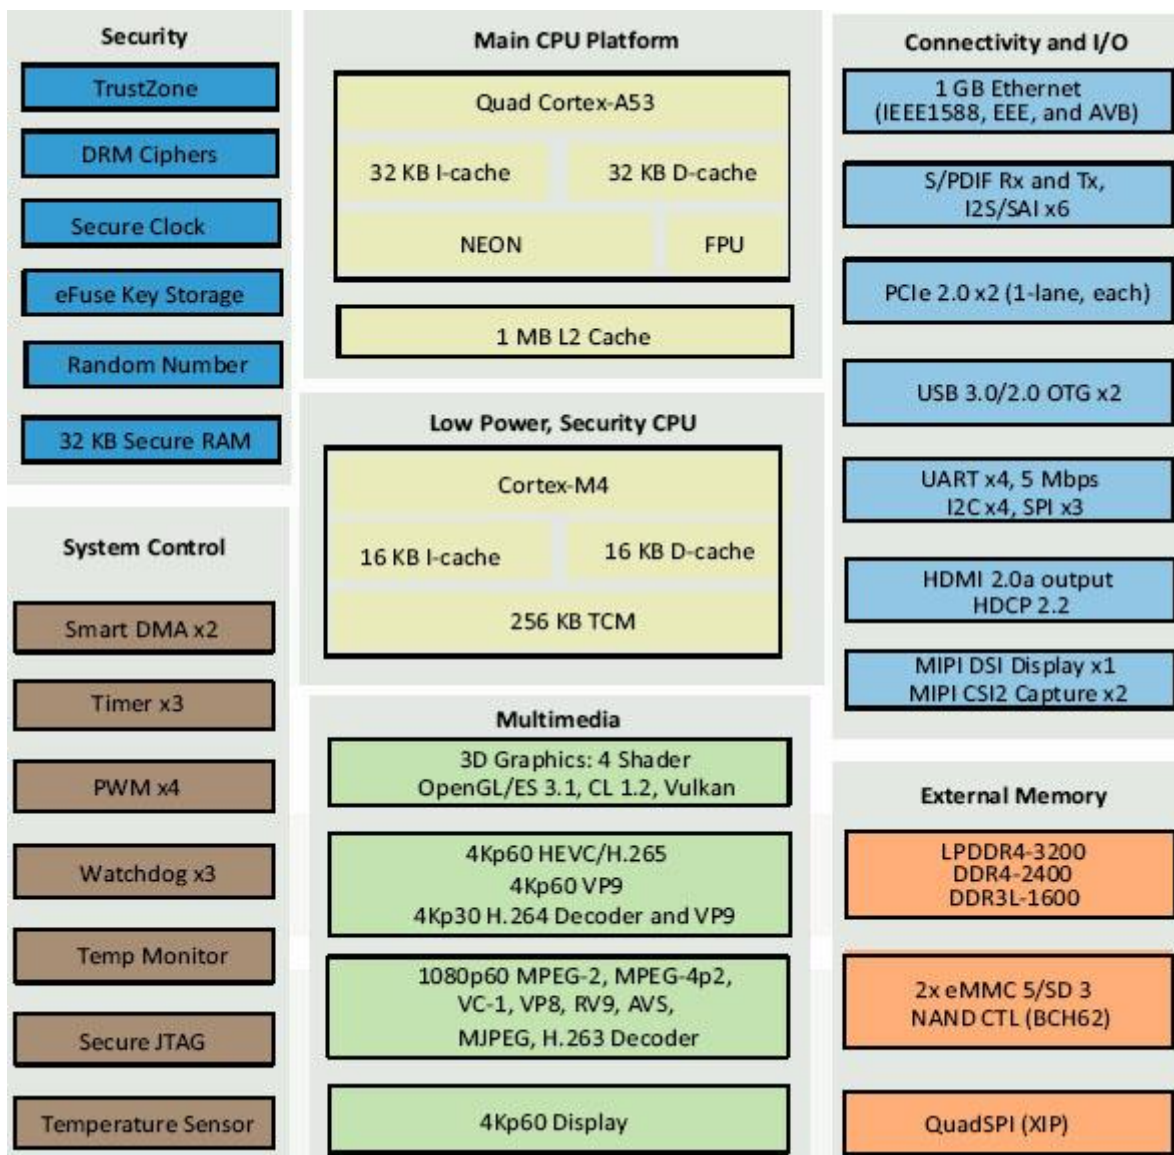 Security
TrustZone
DRM Ciphers
Secure Clock
eFuse Key Storage
Random Number
32 KB Secure RAM
System Control
Smart DMA x2
Timer x3
PWM x4
Watchdog x3
Temp Monitor
Secure JTAG
Temperature Sensor
Main CPU Platform
Quad Cortex-A53
32 KB I-cache
32 KB D-cache
NEON
FPU
1 MB L2 Cache
Low Power, Security CPU
Cortex-M4
16 KB I-cache
16 KB D-cache
256 KB TCM
Multimedia
3D Graphics: 4 Shader
OpenGL/ES 3.1, CL 1.2, Vulkan
4Kp60 HEVC/H.265
4Kp60 VP9
4Kp30 H.264 Decoder and VP9
1080p60 MPEG-2, MPEG-4p2,
VC-1, VP8, RV9, AVS,
MJPEG, H.263 Decoder
4Kp60 Display
Connectivity and I/O
1 GB Ethernet
(IEEE1588, EEE, and AVB)
S/PDIF Rx and Tx,
I2S/SAI x6
PCIe 2.0 x2 (1-lane, each)
USB 3.0/2.0 OTG x2
UART x4, 5 Mbps
I2C x4, SPI x3
HDMI 2.0a output
HDCP 2.2
MIPI DSI Display x1
MIPI CSI2 Capture x2
External Memory
LPDDR4-3200
DDR4-2400
DDR3L-1600
2x eMMC 5/SD 3
NAND CTL (BCH62)
QuadSPI (XIP)